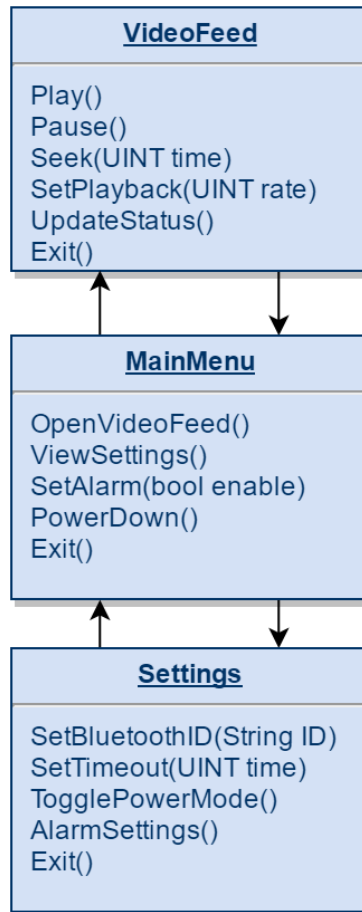 VideoFeed
Play()
Pause()
Seek(UINT time)
SetPlayback(UINT rate)
UpdateStatus()
Exit()
MainMenu
OpenVideoFeed()
ViewSettings()
SetAlarm(bool enable)
PowerDown()
Exit()
Settings
SetBluetoothID(String ID)
SetTimeout(UINT time)
TogglePowerMode()
AlarmSettings()
Exit()